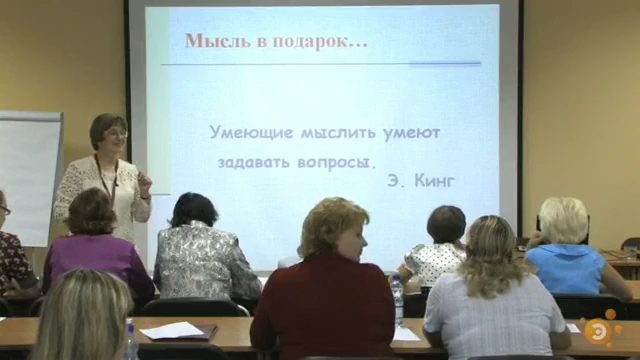 Мысль в подарок...
Умеющие мыслить умеют
задавать вопросы.
Э. Кинг
Э